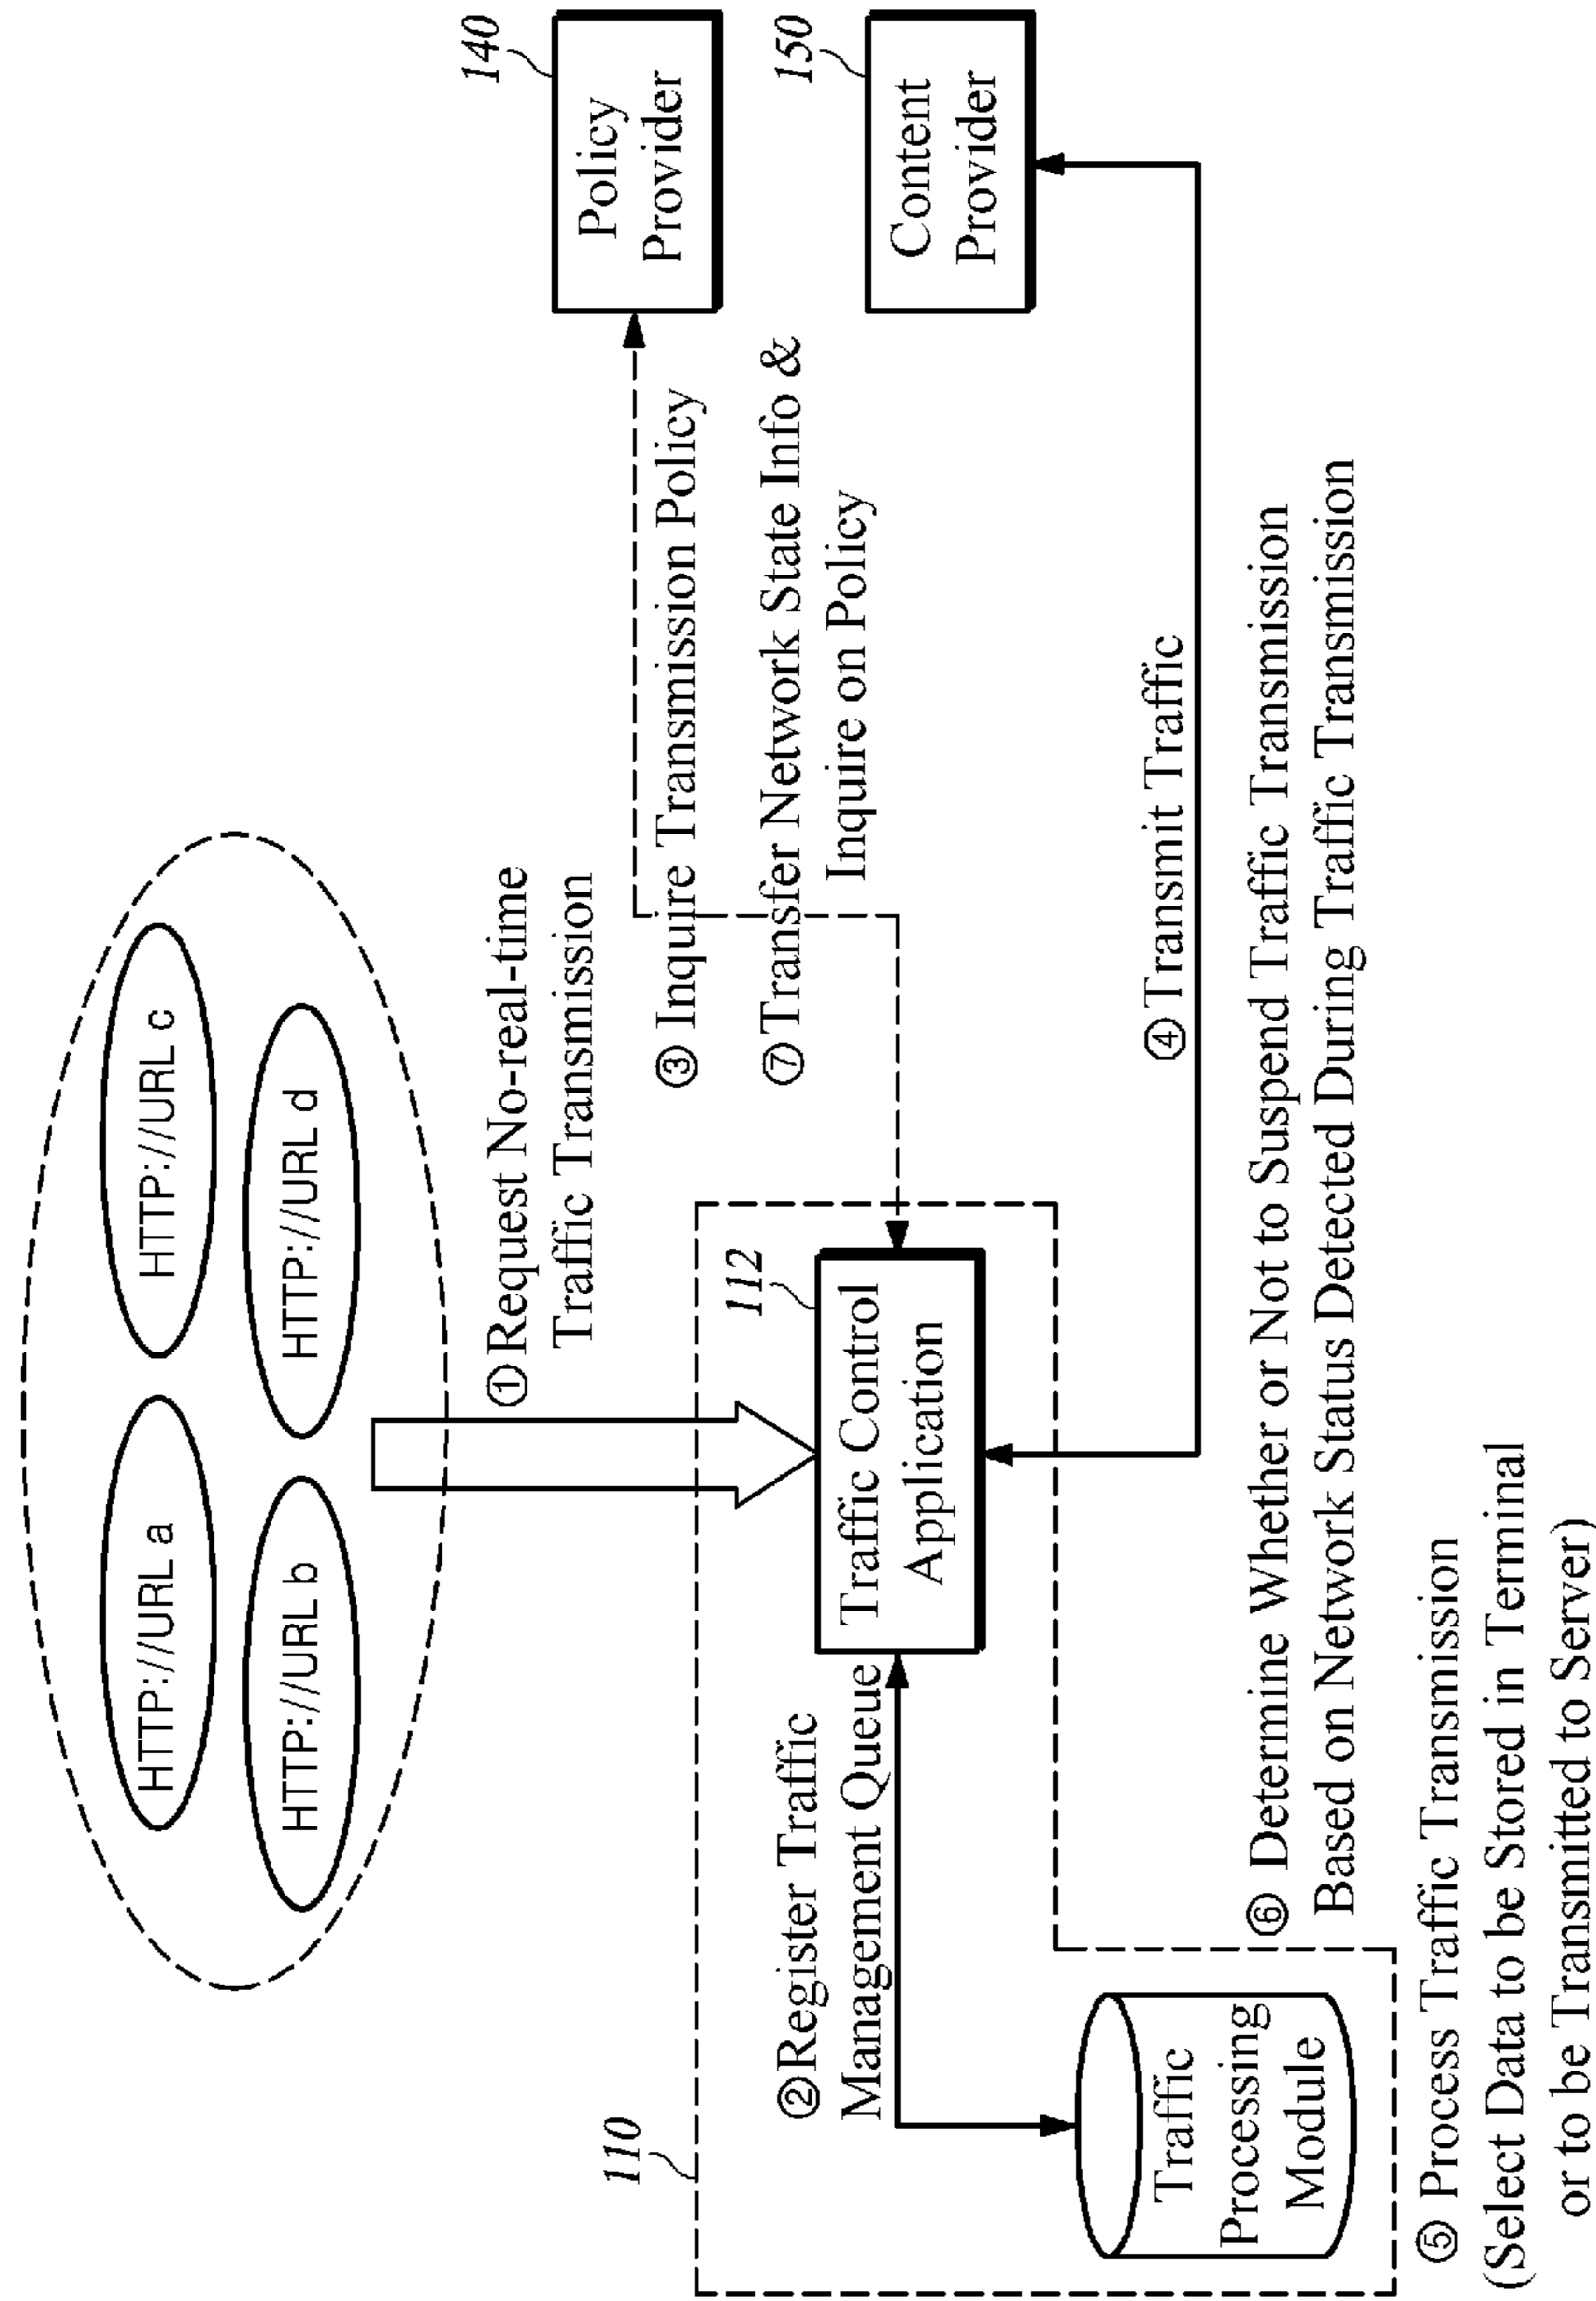 HTTP://URL a
HTTP://URL c
HTTP://URL b
HTTP://URL d
①Request No-real-time
Traffic Transmission
140
Policy
Provider
③ Inquire Transmission Policy
⑦Transfer Network State Info &
Inquire on Policy
150
Content
Provider
110
②Register Traffic
Management Queue
112
Traffic Control
Application
④Transmit Traffic
Traffic
Processing
Module
⑥ Determine Whether or Not to Suspend Traffic Transmission
Based on Network Status Detected During Traffic Transmission
⑤ Process Traffic Transmission
(Select Data to be Stored in Terminal
or to be Transmitted to Server)